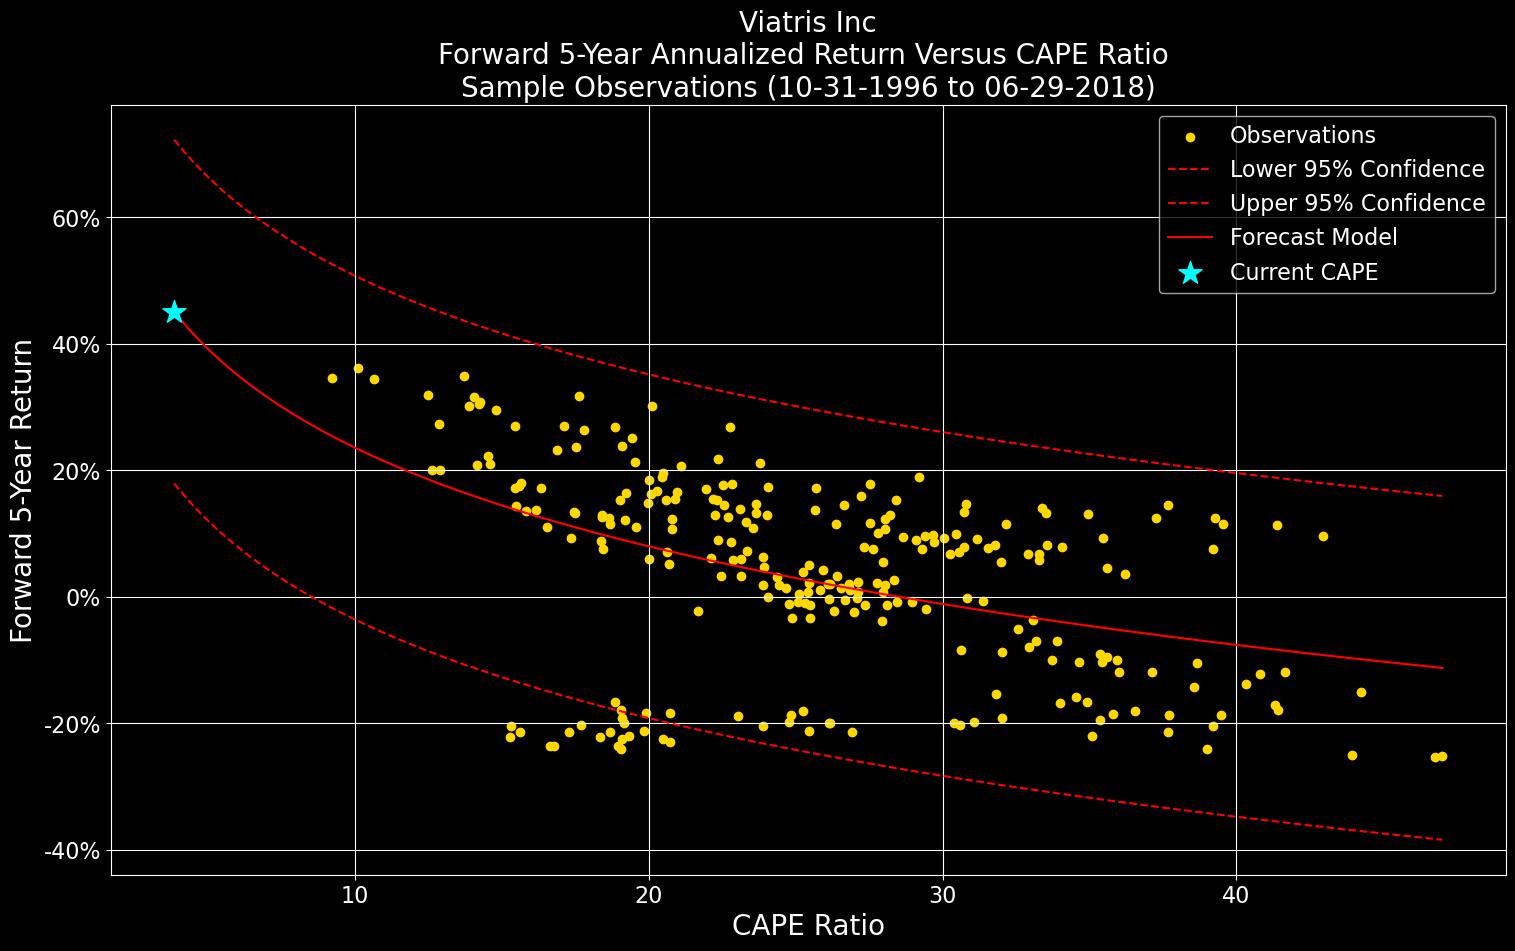 Viatris Inc
Forward 5-Year Annualized Return Versus CAPE Ratio
Sample Observations (10-31-1996 to 06-29-2018)
Observations
Lower 95% Confidence
Upper 95% Confidence
Forecast Model
Current CAPE
Forward 5-Year Return
60%
40%
20%
0%
-20%
-40%
10
20
30
40
CAPE Ratio